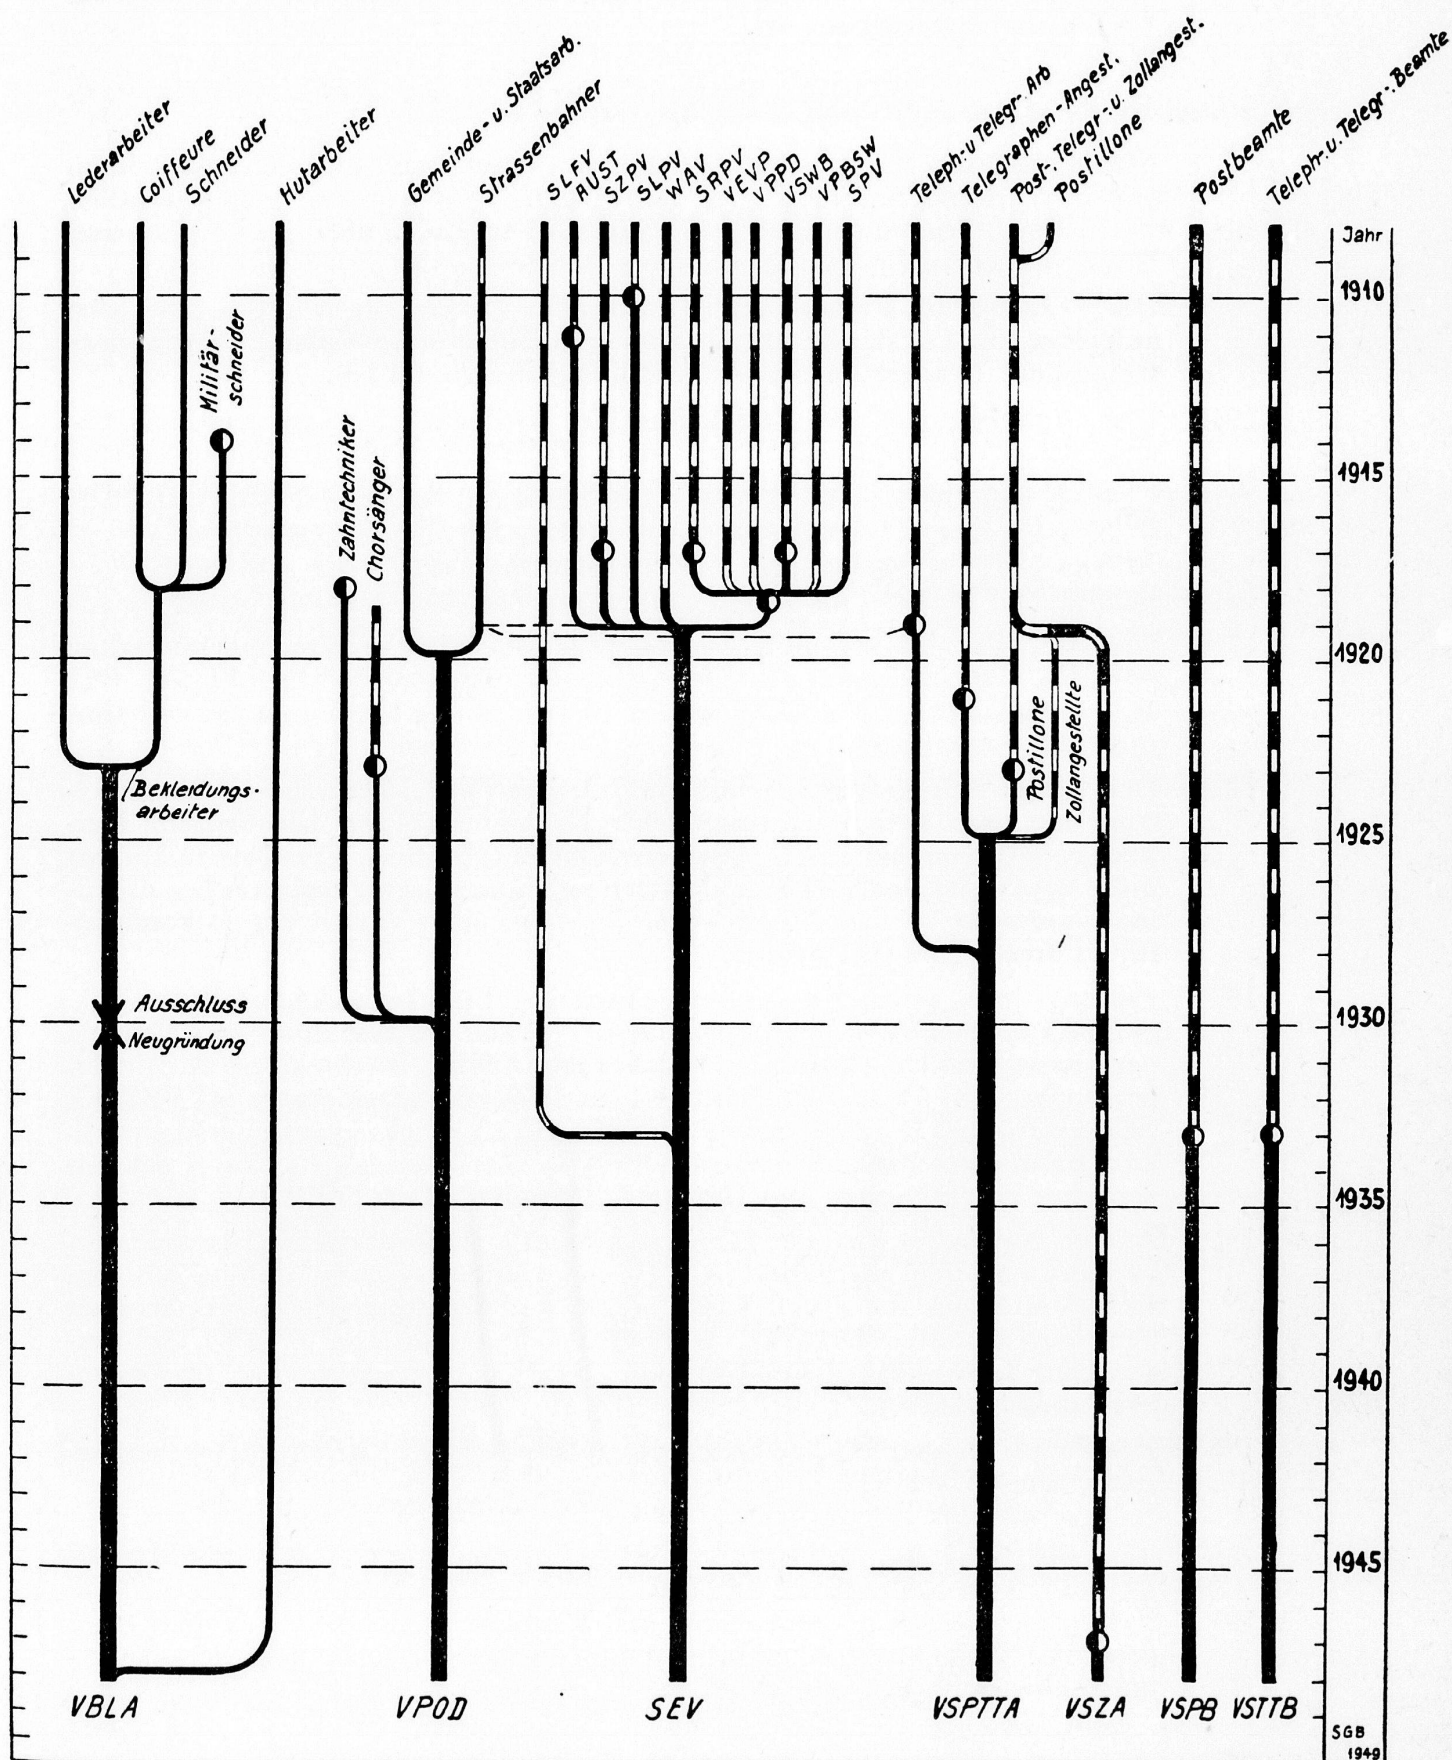 Lederarbeiter
Coiffeure
Schneider
Hutarbeiter
Gemeinde- u. Staatsarb.
Strassenbahner
SLFV
AUST
SZPV
SLPV
WAV
SRPV
VEVP
VPPD
VSWB
VPBSW
SPV
Teleph.- u Telegr.- Arb
Telegraphen-Angest.
Post-, Telegr- u. Zollangest.
Postillone
Postbeamte
Teleph.- u. Telegr.- Beamte
Jahr
1910
Militär-
schneider
Zahntechniker
Chorsänger
1915
1920
Postillone
Zollangestellte
Bekleidungs-
arbeiter
1925
Ausschluss
Neugründung
1930
1935
1940
1945
VBLA
VPOD
SEV
VSPTTA
VSZA
VSPB
VSTTB
SGB
1949